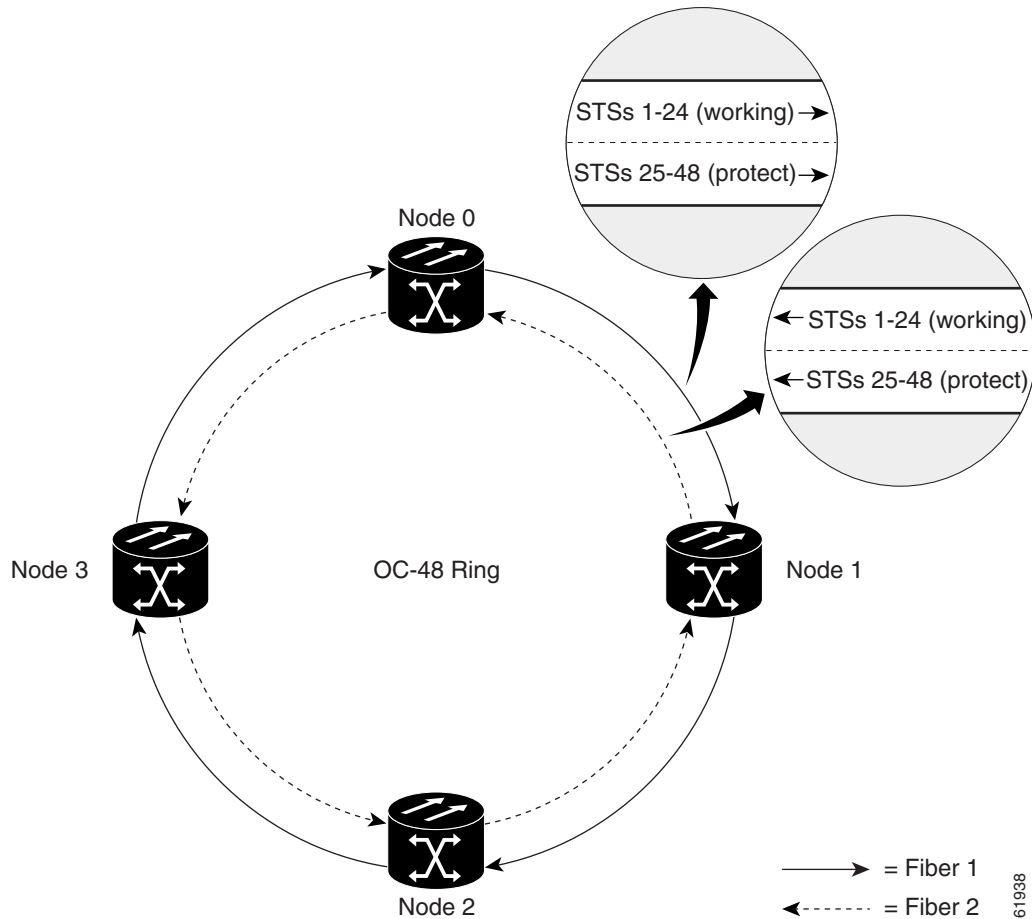 STSs 1-24 (working)
STSs 25-48 (protect)
Node 0
STSs 1-24 (working)
STSs 25-48 (protect)
Node 3
OC-48 Ring
Node 1
Node 2
= Fiber 1
= Fiber 2
61938